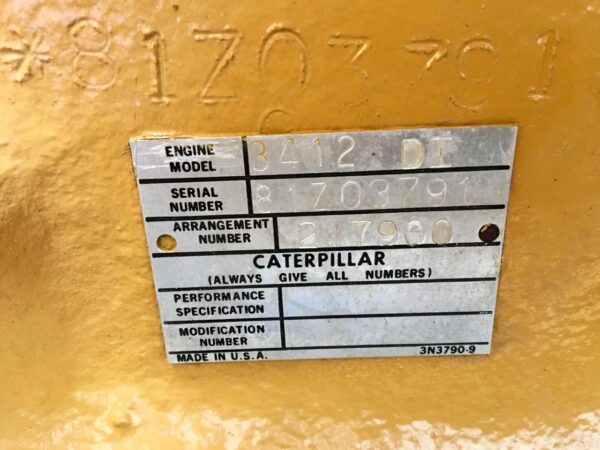 *81Z03791
ENGINE MODEL 3412 DI
SERIAL NUMBER 81Z03791
ARRANGEMENT NUMBER
CATERPILLAR
(ALWAYS GIVE ALL NUMBERS)
PERFORMANCE SPECIFICATION
MODIFICATION NUMBER
MADE IN U.S.A. 3N3790-9